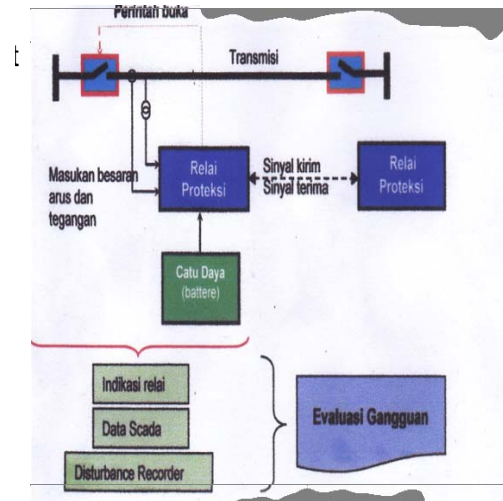 Perintah buka
t
Transmisi
Masukan besaran
arus dan
tegangan
Relai
Proteksi
Sinyal kirim
Sinyal terima
Relai
Proteksi
Catu Daya
(battere)
Indikasi relai
Data Scada
Disturbance Recorder
Evaluasi Gangguan